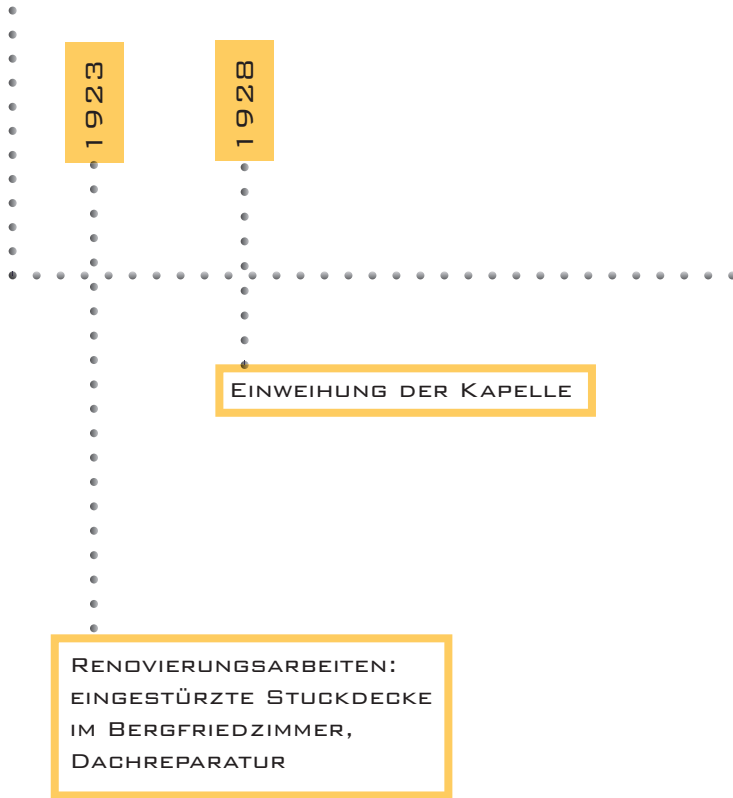 1923
1928
Einweihung der Kapelle
Renovierungsarbeiten:
eingestürzte Stuckdecke
im Bergfriedzimmer,
Dachreparatur